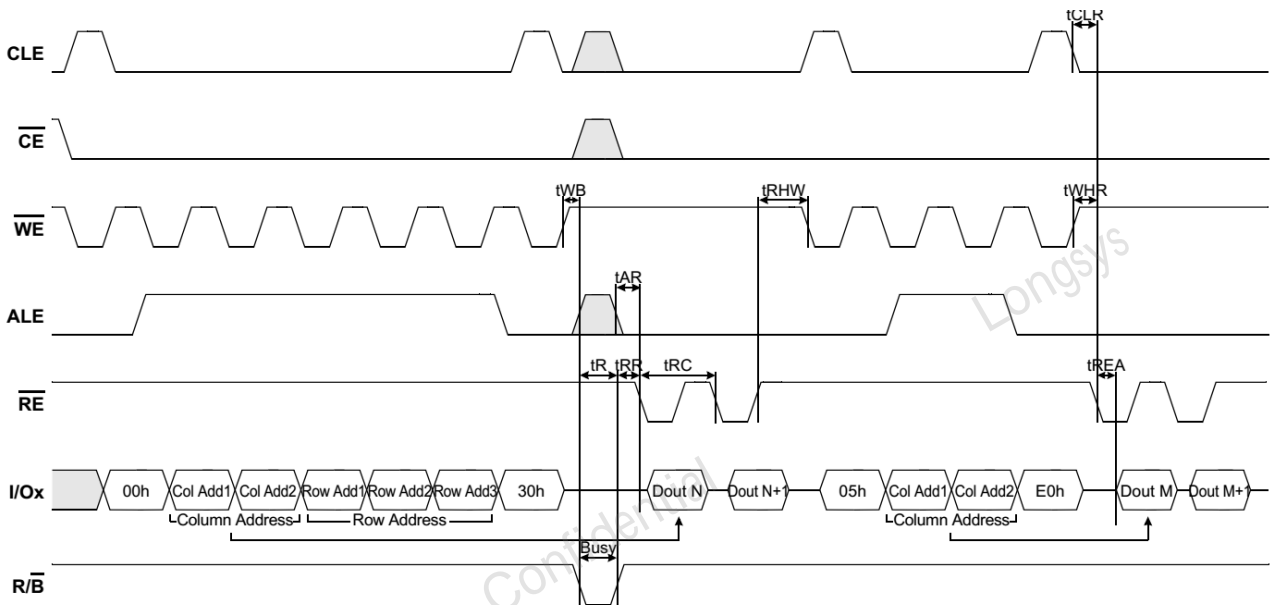 tCLR
CLE
CE
tWB
tRHW
tWHR
WE
tAR
ALE
Longsys
tR
tRR
tRC
tREA
RE
I/Ox
00h
Col Add1
Col Add2
Row Add1
Row Add2
Row Add3
30h
Dout N
Dout N+1
05h
Col Add1
Col Add2
E0h
Dout M
Dout M+1
Column Address
Row Address
Column Address
Busy
Confidential
R/B